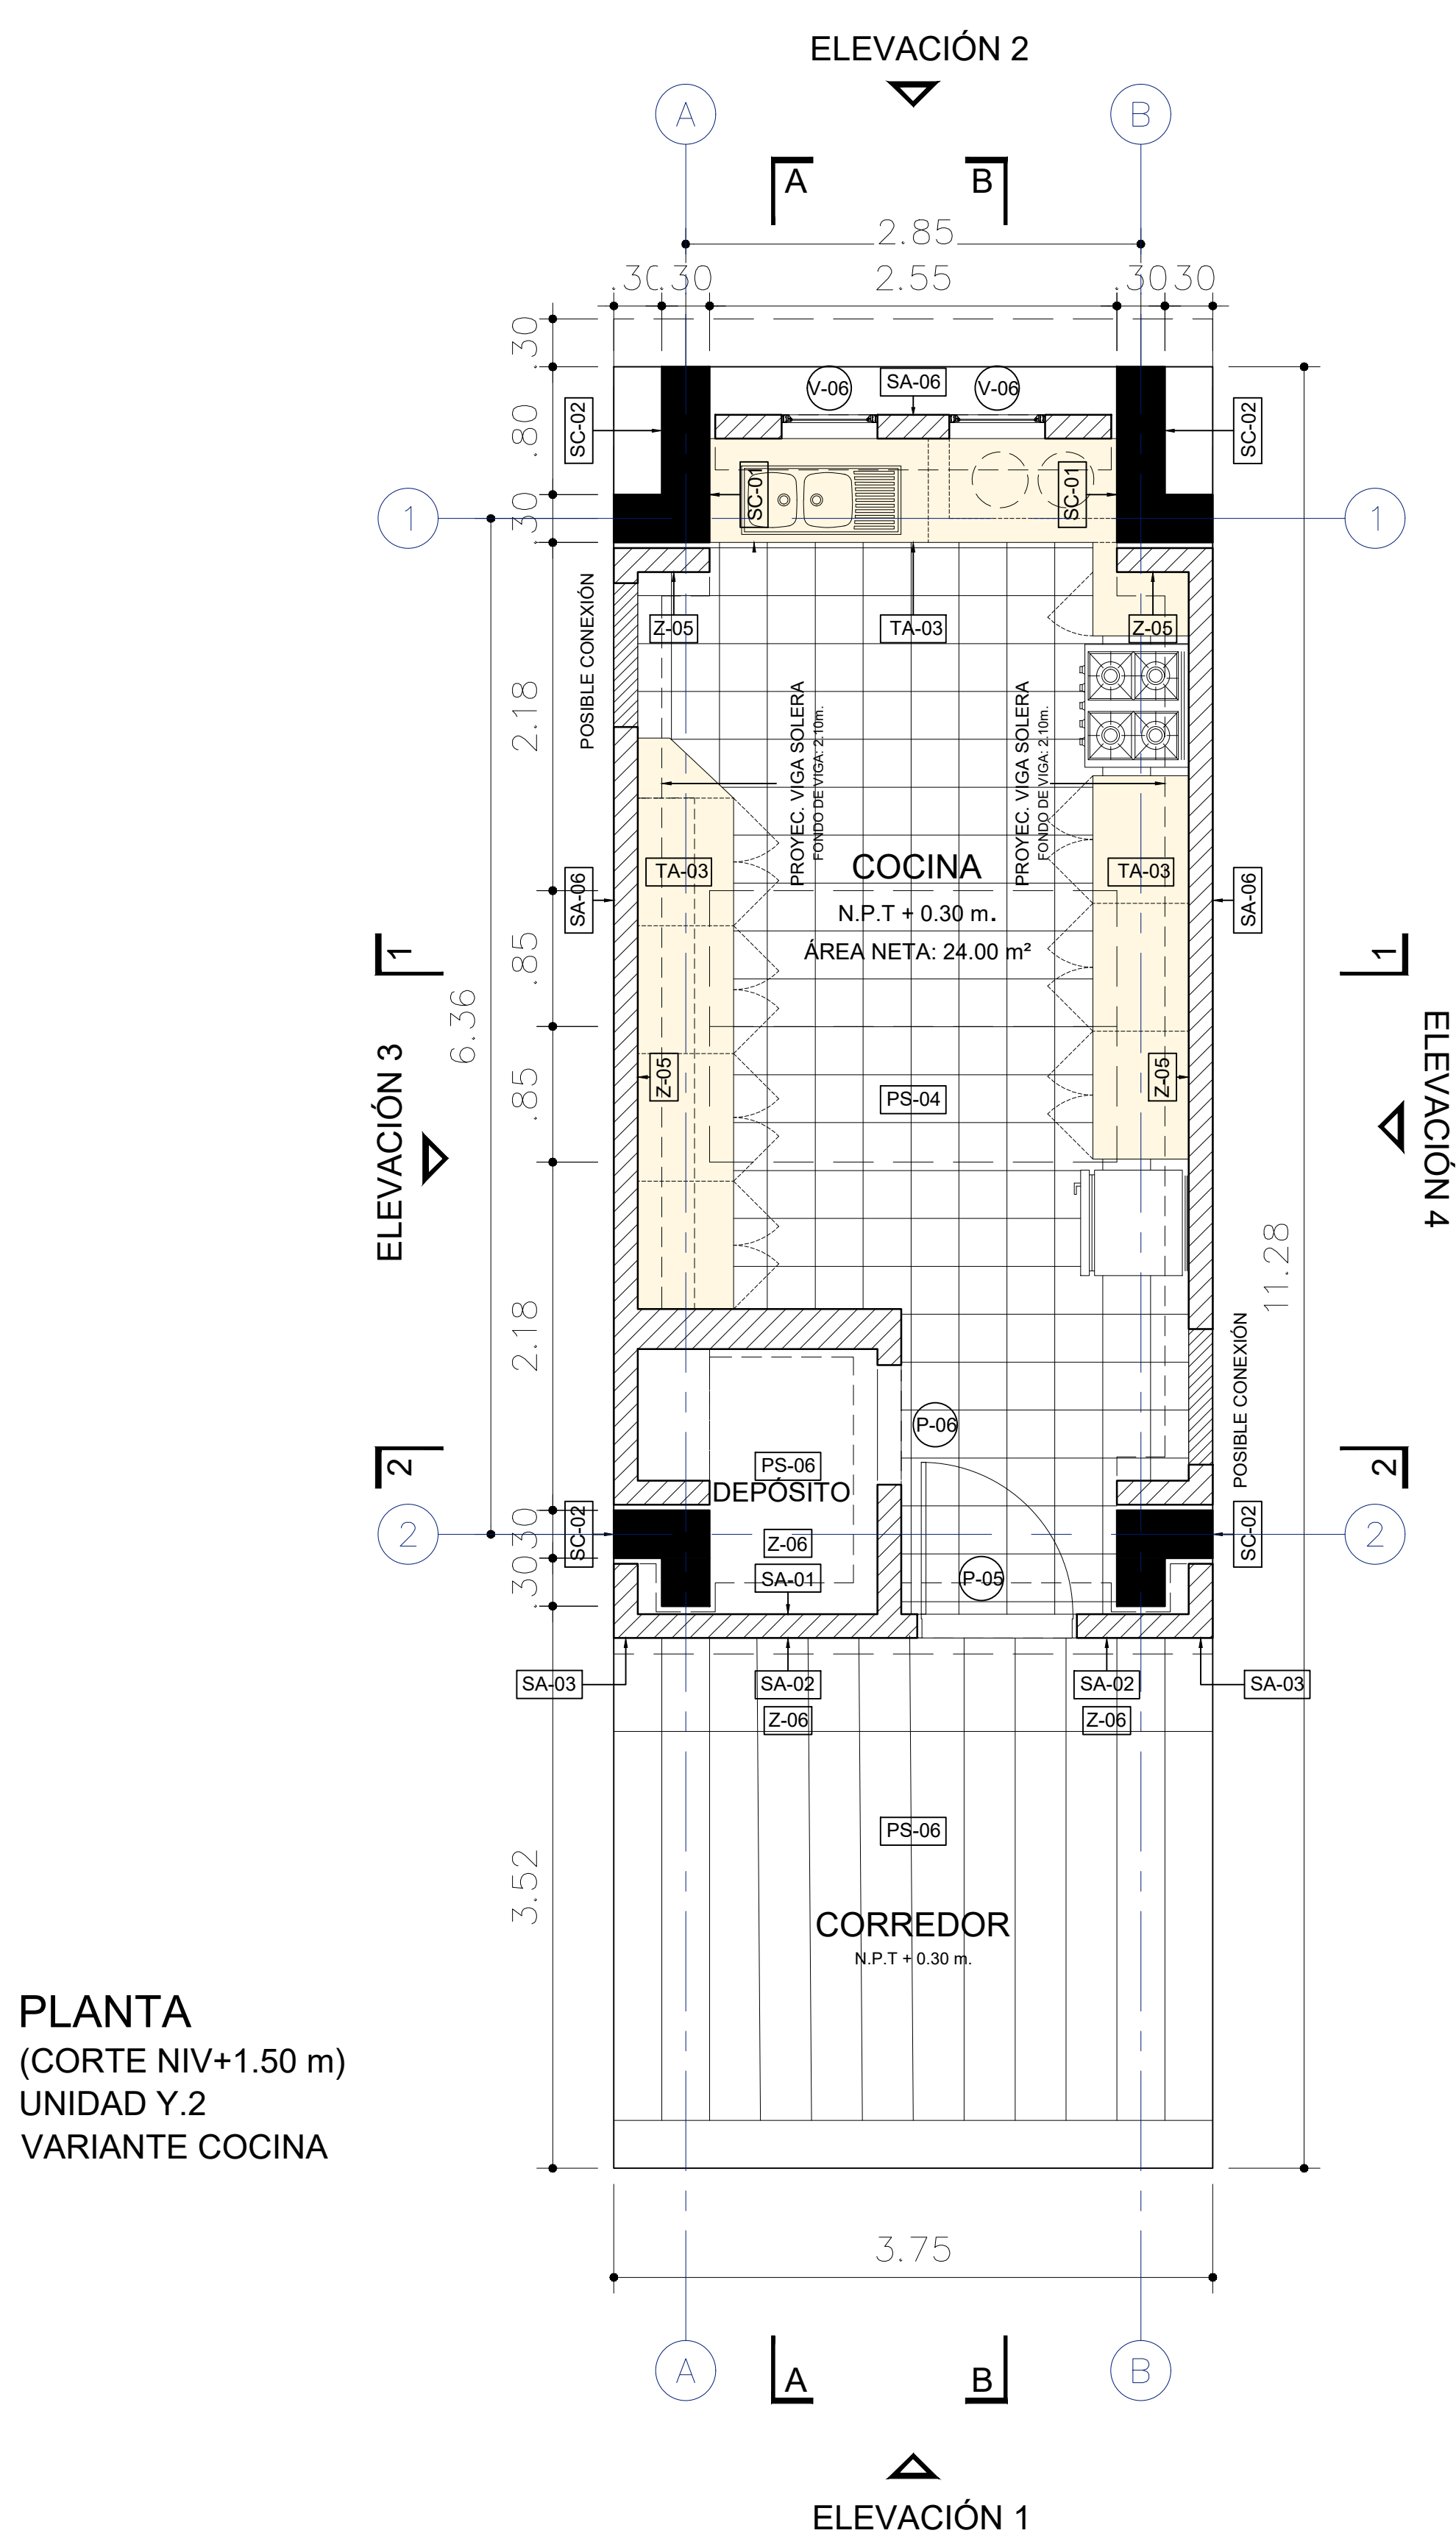 ELEVACIÓN 2
A
B
A
B
2.85
.30
.30
2.55
.30
.30
.30
V-06
SA-06
V-06
SC-02
SC-02
.80
SC-01
SC-01
.30
1
1
POSIBLE CONEXIÓN
Z-05
TA-03
Z-05
2.18
PROYEC. VIGA SOLERA
FONDO DE VIGA: 2.10m.
PROYEC. VIGA SOLERA
FONDO DE VIGA: 2.10m.
COCINA
TA-03
TA-03
SA-06
SA-06
N.P.T + 0.30 m.
ÁREA NETA: 24.00 m²
1
1
.85
6.36
ELEVACIÓN 3
ELEVACIÓN 4
.85
Z-05
Z-05
PS-04
11.28
2.18
POSIBLE CONEXIÓN
P-06
2
2
PS-06
DEPÓSITO
SC-02
SC-02
2
2
.30
Z-06
.30
SA-01
P-05
SA-03
SA-02
SA-02
SA-03
Z-06
Z-06
PS-06
3.52
CORREDOR
N.P.T + 0.30 m.
PLANTA
(CORTE NIV+1.50 m)
UNIDAD Y.2
VARIANTE COCINA
3.75
A
B
A
B
ELEVACIÓN 1